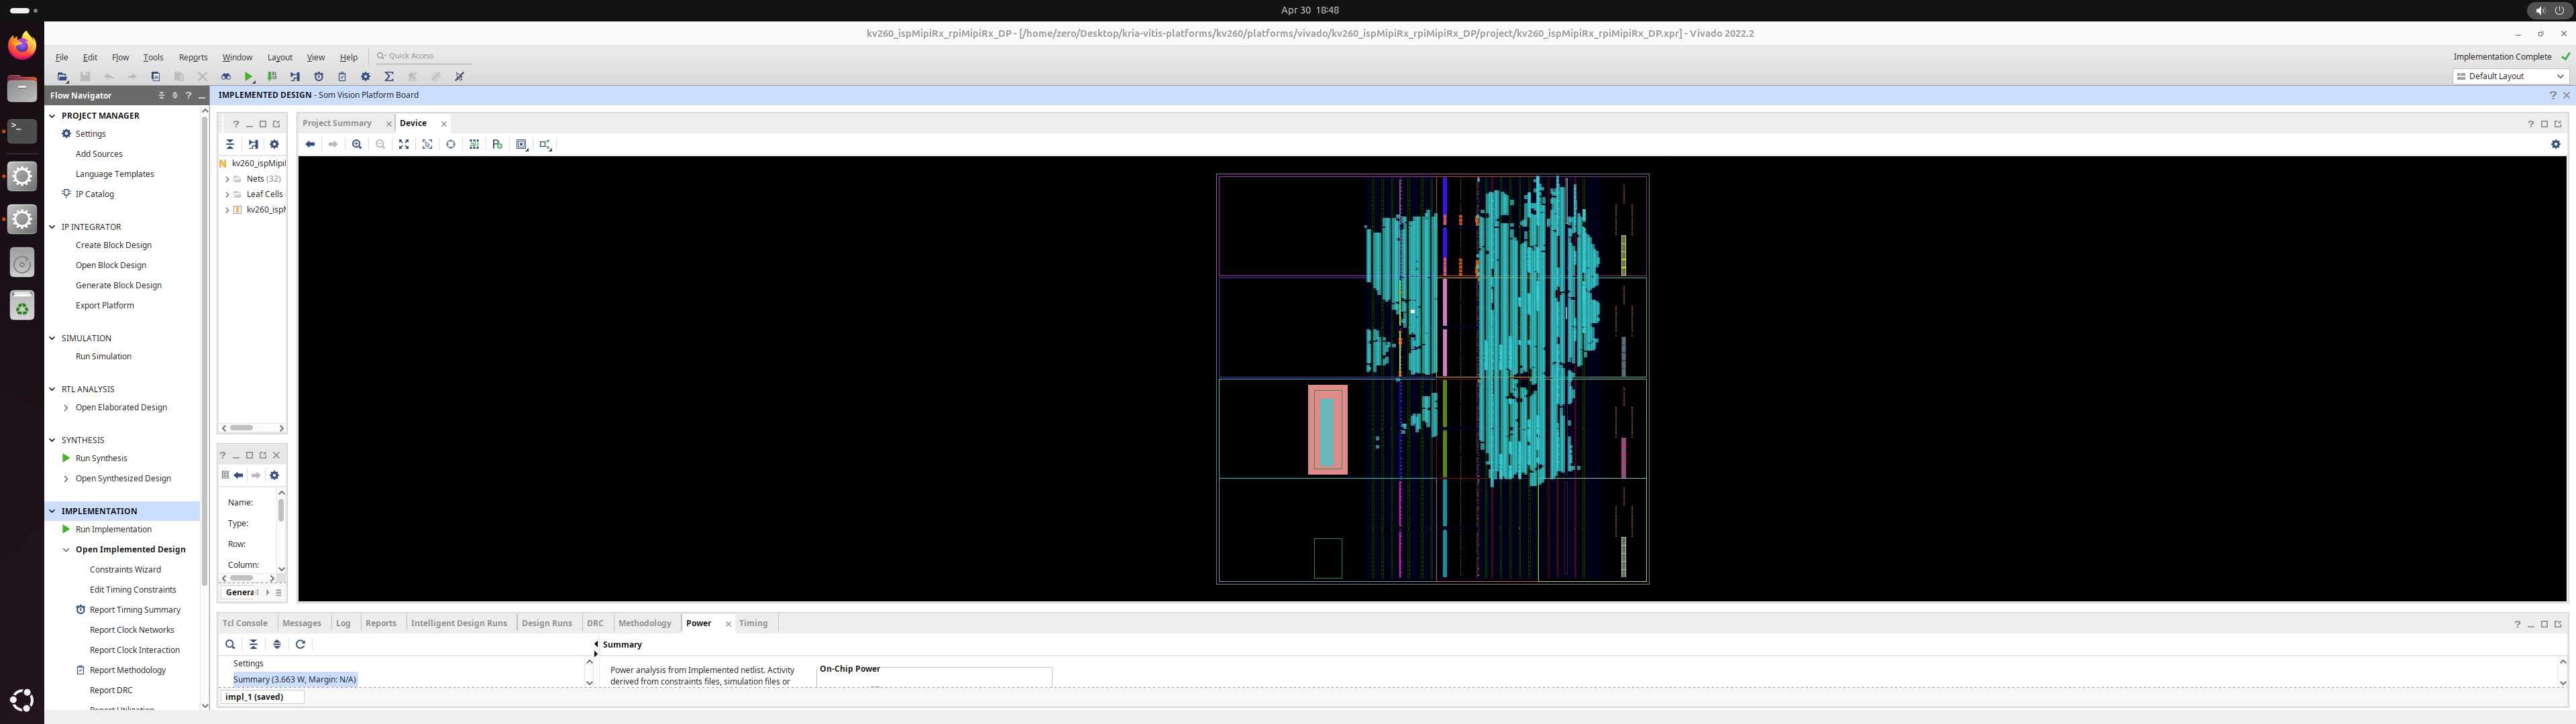 Apr 30 18:48
kv260_ispMipiRx_rpiMipiRx_DP - [/home/zero/Desktop/kria-vitis-platforms/kv260/platforms/vivado/kv260_ispMipiRx_rpiMipiRx_DP/project/kv260_ispMipiRx_rpiMipiRx_DP.xpr] - Vivado 2022.2
File Edit Flow Tools Reports Window Layout View Help Quick Access
Implementation Complete
Default Layout
Flow Navigator
IMPLEMENTED DESIGN - Som Vision Platform Board
PROJECT MANAGER
Settings
Add Sources
Language Templates
IP Catalog
IP INTEGRATOR
Create Block Design
Open Block Design
Generate Block Design
Export Platform
SIMULATION
Run Simulation
RTL ANALYSIS
Open Elaborated Design
SYNTHESIS
Run Synthesis
Open Synthesized Design
IMPLEMENTATION
Run Implementation
Open Implemented Design
Constraints Wizard
Edit Timing Constraints
Report Timing Summary
Report Clock Networks
Report Clock Interaction
Report Methodology
Report DRC
Report Utilization
N kv260_ispMipi
Nets (32)
Leaf Cells
kv260_isp
Name:
Type:
Row:
Column:
Genera
Project Summary
Device
Tcl Console Messages Log Reports Intelligent Design Runs Design Runs DRC Methodology Power Timing
Settings
Summary (3.663 W, Margin: N/A)
Summary
Power analysis from Implemented netlist. Activity
derived from constraints files, simulation files or
On-Chip Power
impl_1 (saved)